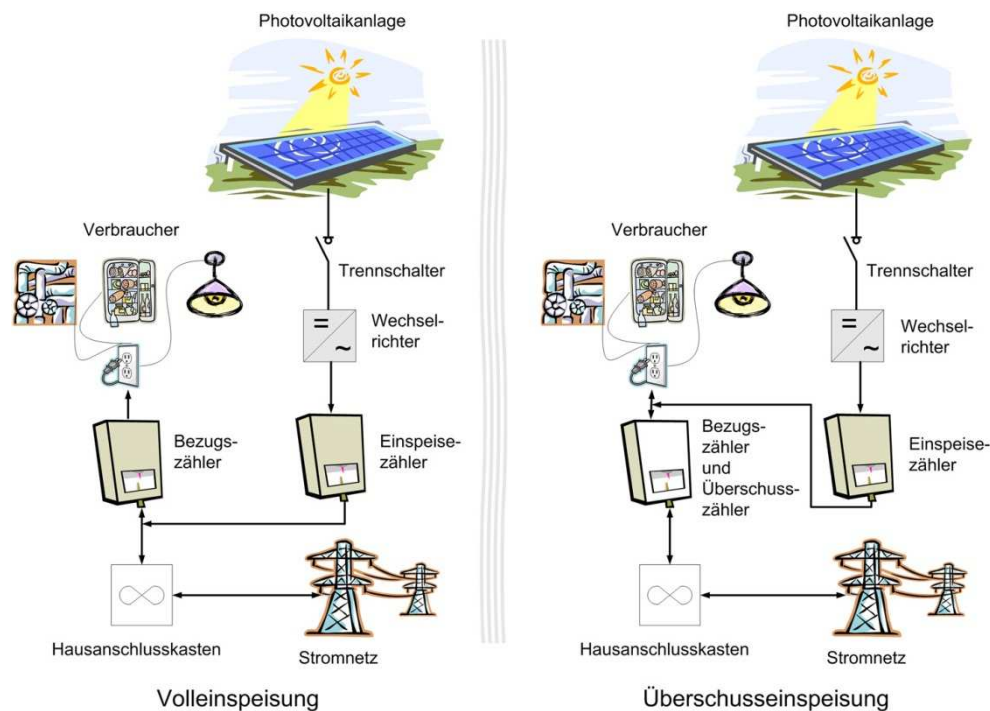 Photovoltaikanlage
Verbraucher
Trennschalter
Wechsel-
richter
Bezugs-
zähler
Einspeise-
zähler
Hausanschlusskasten
Stromnetz
Volleinspeisung
Photovoltaikanlage
Verbraucher
Trennschalter
Wechsel-
richter
Bezugs-
zähler
und
Überschuss-
zähler
Einspeise-
zähler
Hausanschlusskasten
Stromnetz
Überschusseinspeisung